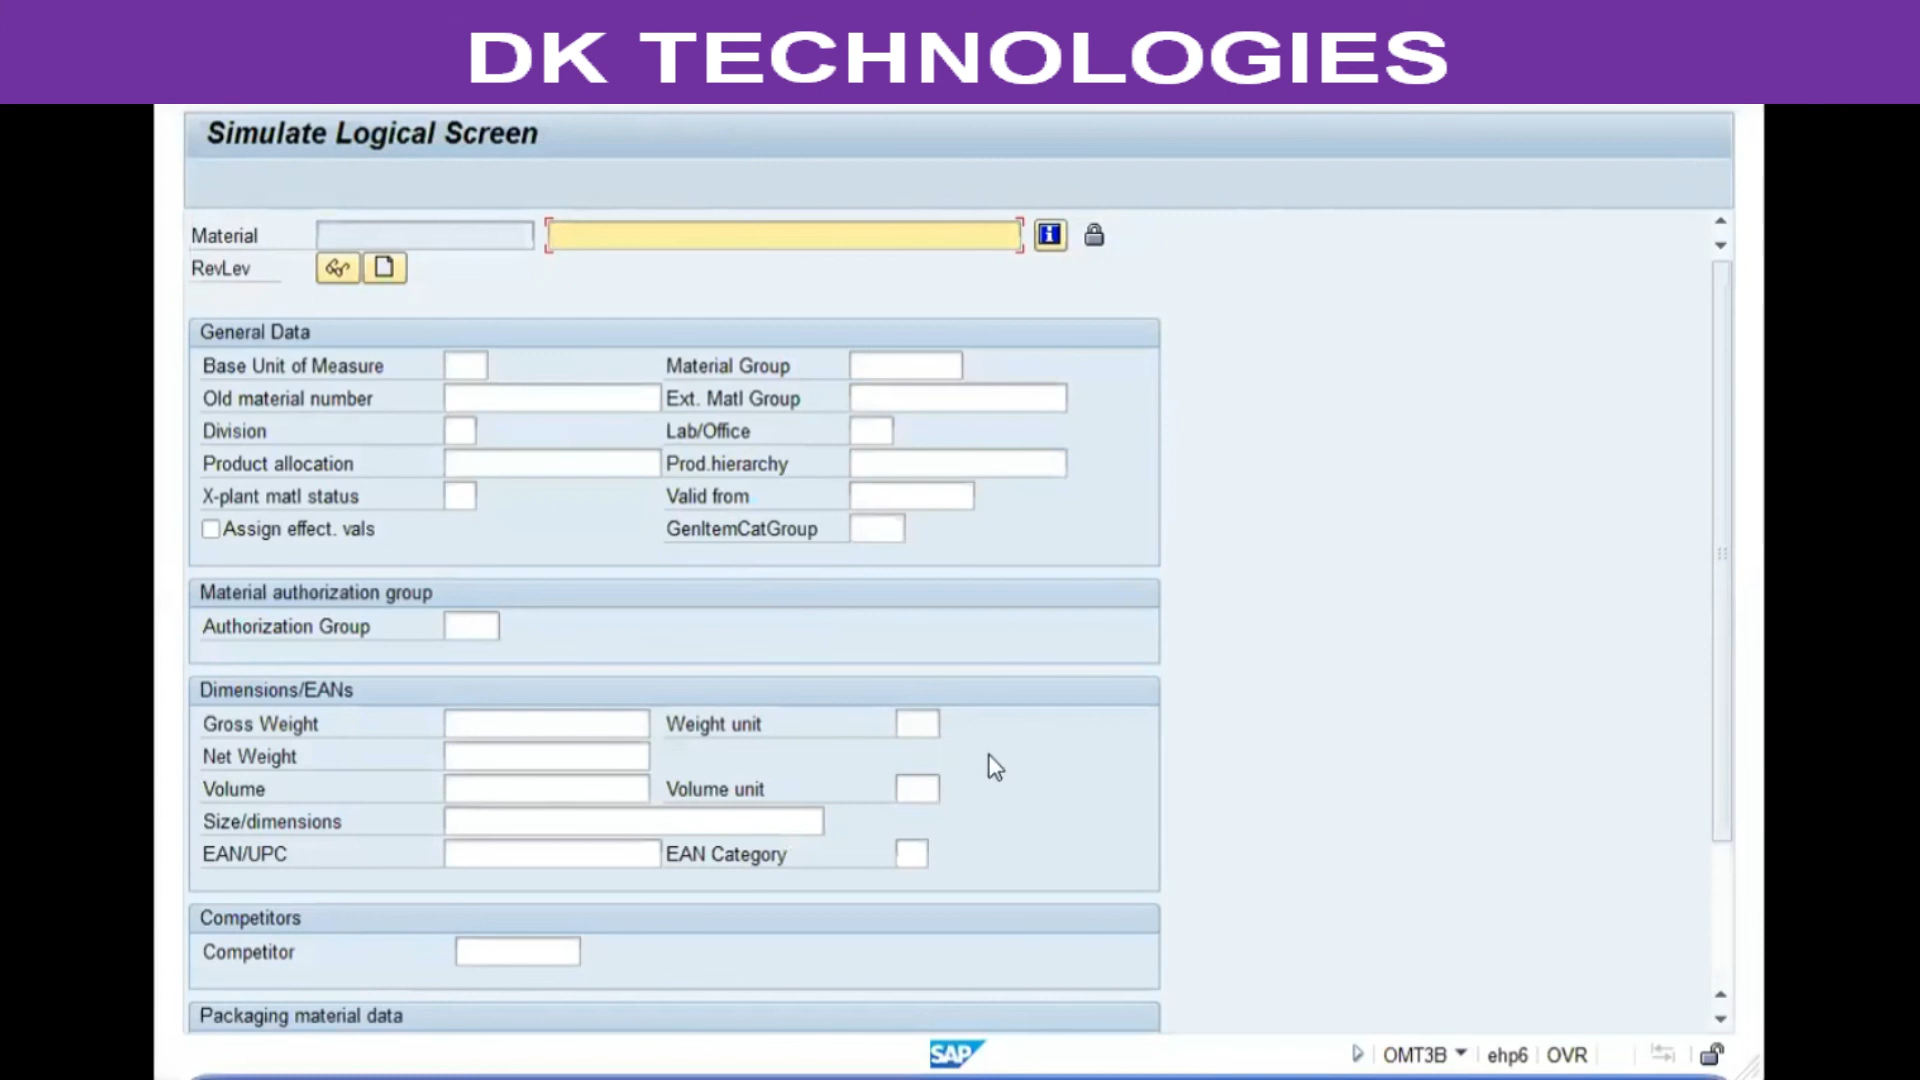 DK TECHNOLOGIES
Simulate Logical Screen
Material
RevLev
General Data
Base Unit of Measure Material Group
Old material number Ext. Matl Group
Division Lab/Office
Product allocation Prod.hierarchy
X-plant matl status Valid from
Assign effect. vals GenItemCatGroup
Material authorization group
Authorization Group
Dimensions/EANs
Gross Weight Weight unit
Net Weight
Volume Volume unit
Size/dimensions
EAN/UPC EAN Category
Competitors
Competitor
Packaging material data
SAP OMT3B ehp6 OVR